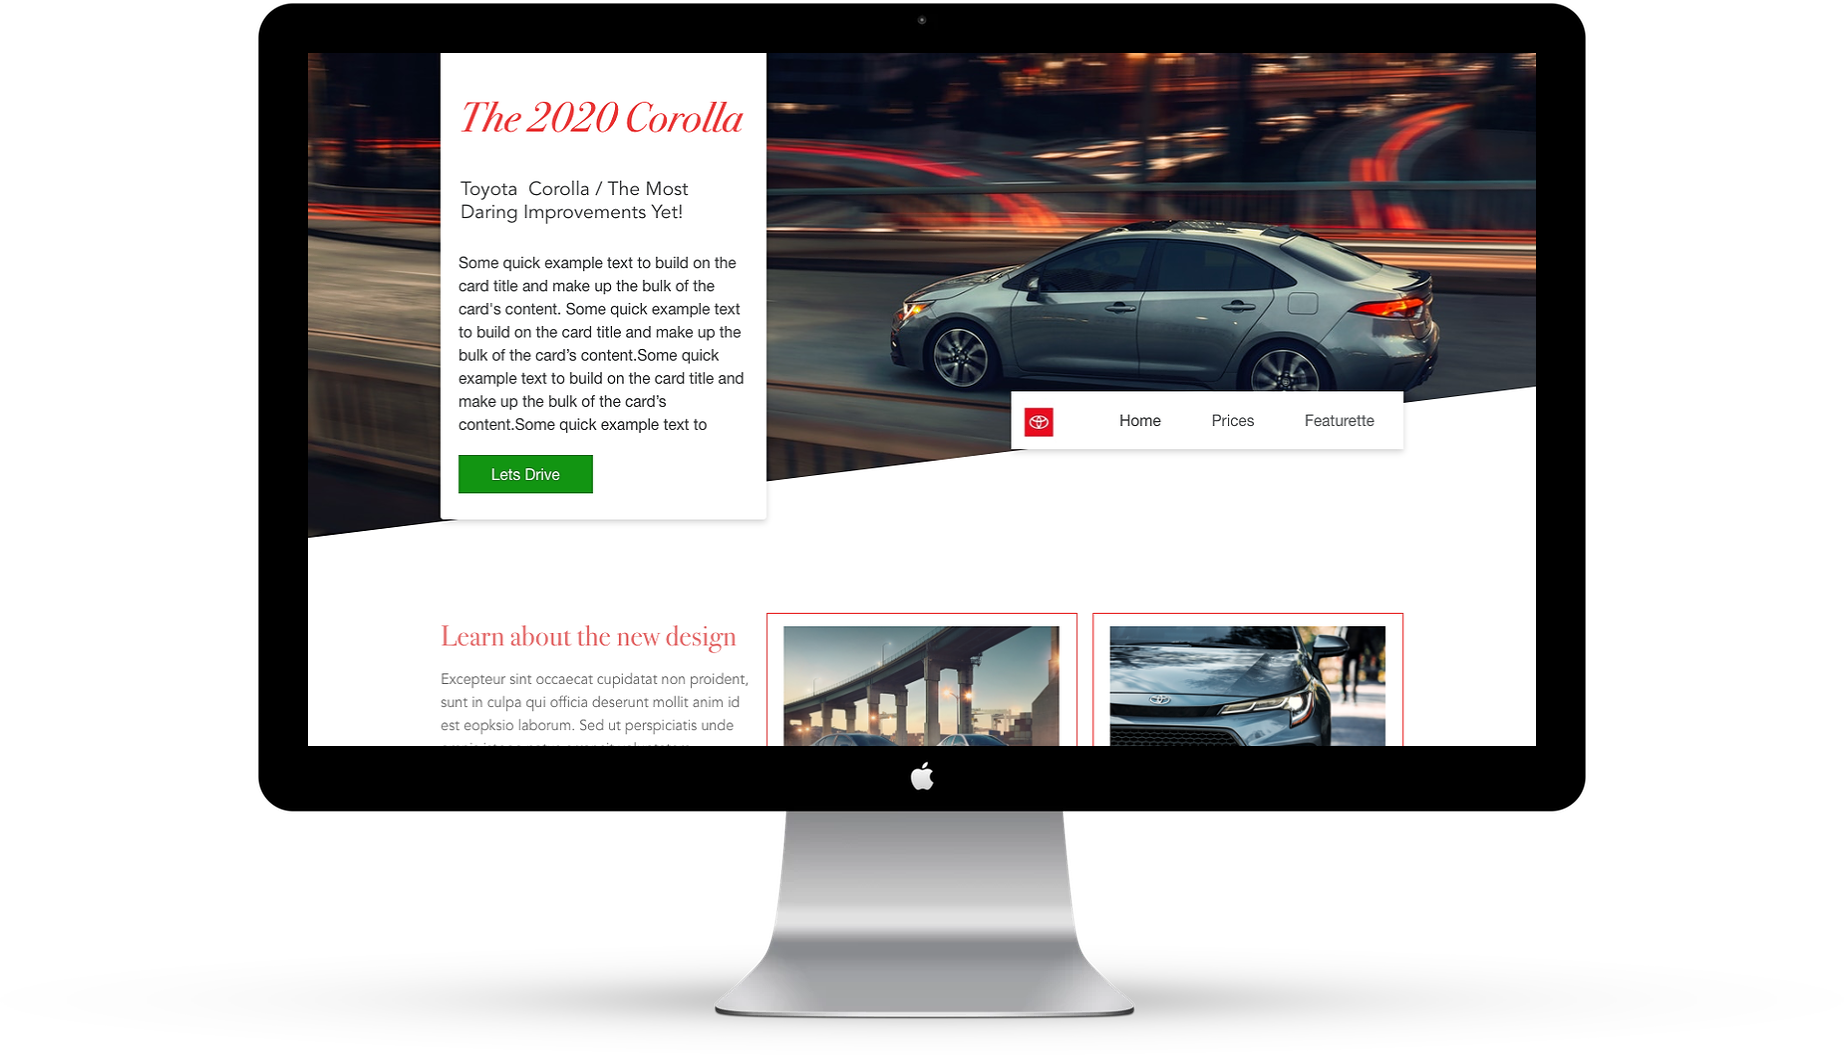 The 2020 Corolla
Toyota  Corolla / The Most
Daring Improvements Yet!
Some quick example text to build on the
card title and make up the bulk of the
card's content. Some quick example text
to build on the card title and make up the
bulk of the card’s content.Some quick
example text to build on the card title and
make up the bulk of the card’s
content.Some quick example text to
Lets Drive
Home
Prices
Featurette
Learn about the new design
Excepteur sint occaecat cupidatat non proident,
sunt in culpa qui officia deserunt mollit anim id
est eopksio laborum. Sed ut perspiciatis unde